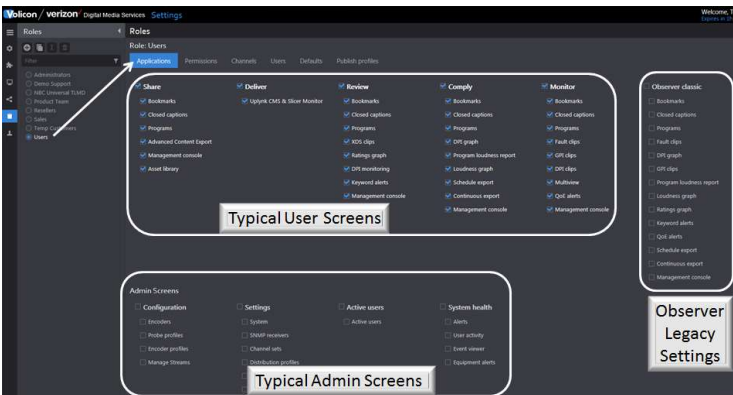 Volicon / verizon Digital Media Services Settings
Welcome, T
Roles
Roles
Role: Users
Filter
Administrators
Demo Support
NBC Universal TLMD
Product Team
Resellers
Sales
Temp Customers
Users
Applications Permissions Channels Users Defaults Publish profiles
Share
Bookmarks
Closed captions
Programs
Advanced Content Export
Management console
Asset library
Deliver
Uplynk CMS & Slicer Monitor
Review
Bookmarks
Closed captions
Programs
XDS clips
Ratings graph
DPI monitoring
Keyword alerts
Management console
Comply
Bookmarks
Closed captions
DPI graph
Program loudness report
Loudness graph
Schedule export
Continuous export
Management console
Monitor
Bookmarks
Closed captions
Programs
Fault clips
GPI clips
DPI clips
Multiview
QoE alerts
Management console
Observer classic
Bookmarks
Closed captions
Programs
Fault clips
DPI graph
GPI clips
Program loudness report
Loudness graph
Ratings graph
Keyword alerts
QoE alerts
Schedule export
Continuous export
Management console
Typical User Screens
Admin Screens
Configuration
Encoders
Probe profiles
Encoder profiles
Manage Streams
Settings
System
SNMP receivers
Channel sets
Distribution profiles
Active users
Active users
System health
Alerts
User activity
Event viewer
Equipment alerts
Typical Admin Screens
Observer
Legacy
Settings